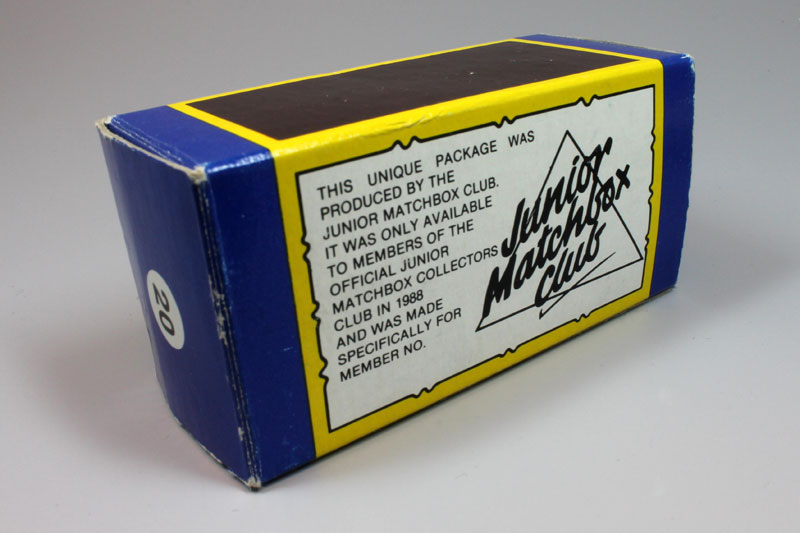 THIS UNIQUE PACKAGE WAS
PRODUCED BY THE
JUNIOR MATCHBOX CLUB.
IT WAS ONLY AVAILABLE
TO MEMBERS OF THE
OFFICIAL JUNIOR
MATCHBOX COLLECTORS
CLUB IN 1988
AND WAS MADE
SPECIFICALLY FOR
MEMBER NO.
Junior
Matchbox
Club
20